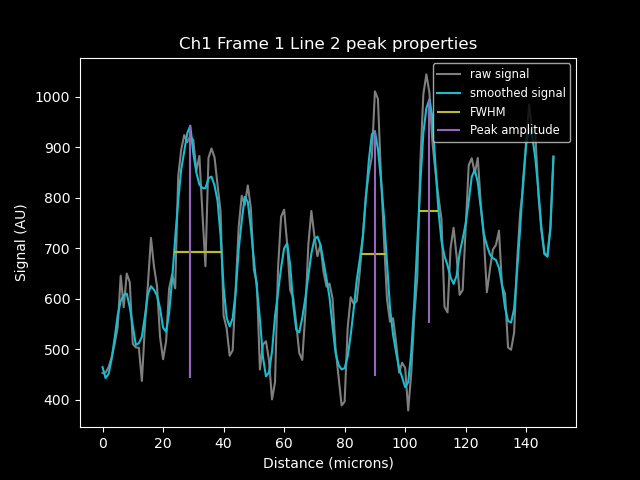 Ch1 Frame 1 Line 2 peak properties
raw signal
smoothed signal
FWHM
Peak amplitude
Signal (AU)
1000
900
800
700
600
500
400
0 20 40 60 80 100 120 140
Distance (microns)